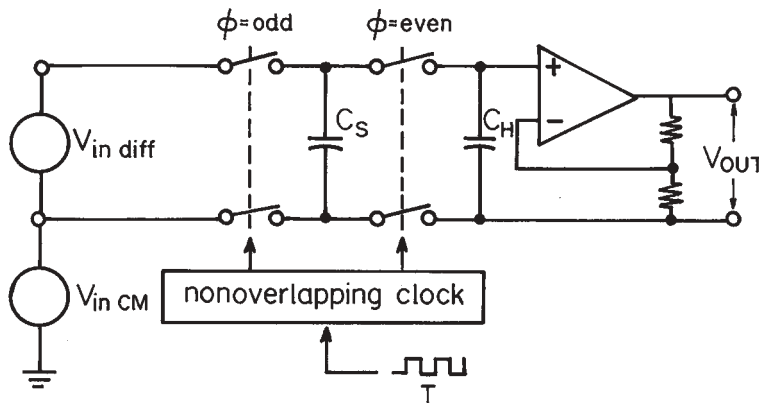 ϕ=odd
ϕ=even
+
−
C_S
C_H
V_in diff
V_OUT
V_in CM
nonoverlapping clock
T